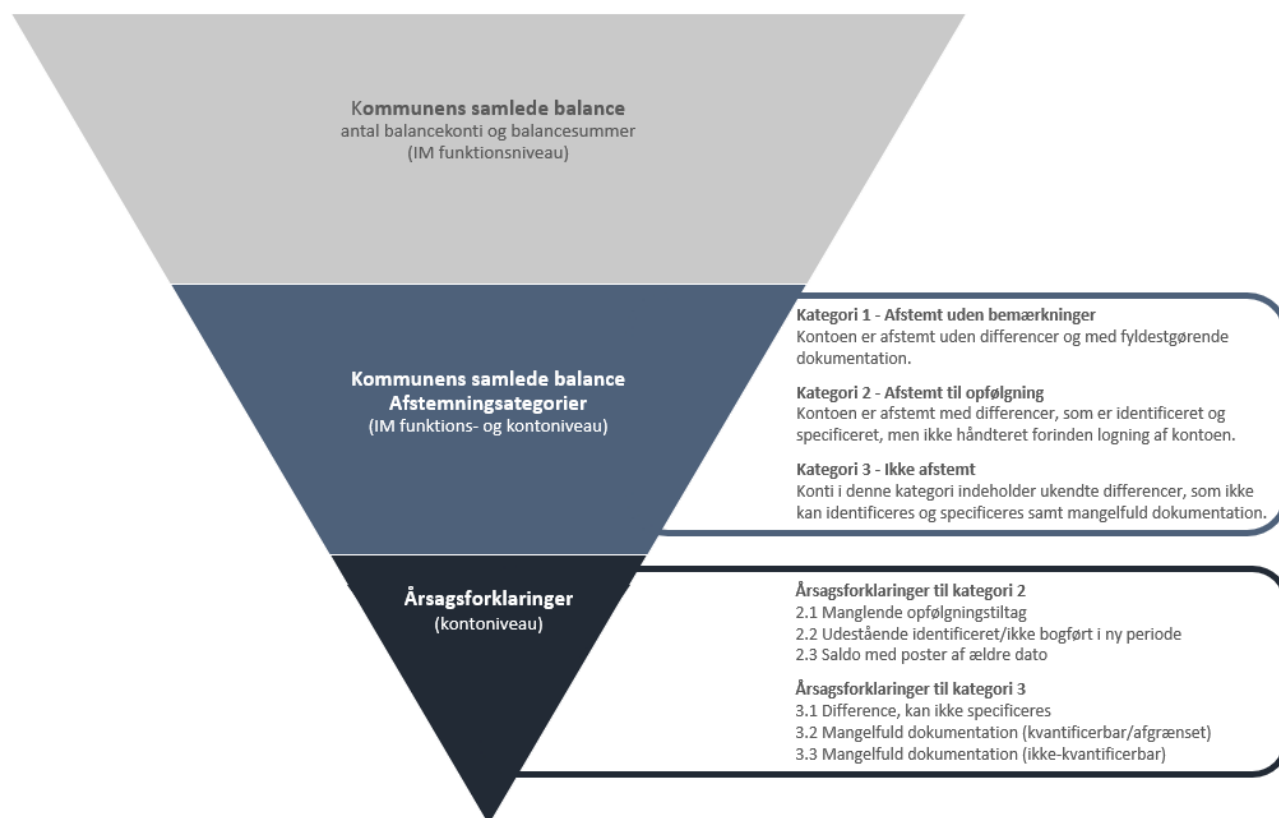 Kommunens samlede balance
antal balancekonti og balancesummer
(IM funktionsniveau)
Kommunens samlede balance
Afstemningsategorier
(IM funktions- og kontoniveau)
Kategori 1 - Afstemt uden bemærkninger
Kontoen er afstemt uden differencer og med fyldestgørende
dokumentation.
Kategori 2 - Afstemt til opfølgning
Kontoen er afstemt med differencer, som er identificeret og
specificeret, men ikke håndteret forinden logning af kontoen.
Kategori 3 - Ikke afstemt
Konti i denne kategori indeholder ukendte differencer, som ikke
kan identificeres og specificeres samt mangelfuld dokumentation.
Årsagsforklaringer
(kontoniveau)
Årsagsforklaringer til kategori 2
2.1 Manglende opfølgningstiltag
2.2 Udestående identificeret/ikke bogført i ny periode
2.3 Saldo med poster af ældre dato
Årsagsforklaringer til kategori 3
3.1 Difference, kan ikke specificeres
3.2 Mangelfuld dokumentation (kvantificerbar/afgrænset)
3.3 Mangelfuld dokumentation (ikke-kvantificerbar)